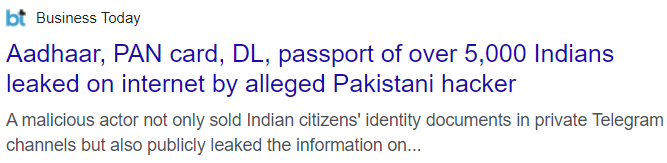 bt Business Today
Aadhaar, PAN card, DL, passport of over 5,000 Indians
leaked on internet by alleged Pakistani hacker
A malicious actor not only sold Indian citizens' identity documents in private Telegram
channels but also publicly leaked the information on...